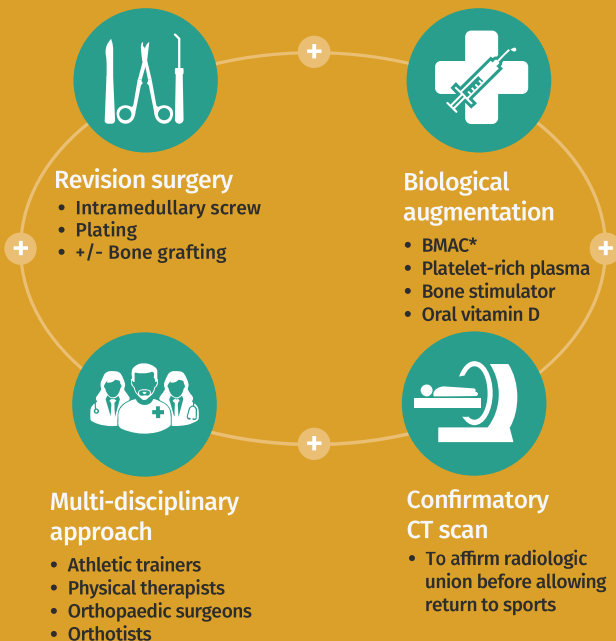 Revision surgery
• Intramedullary screw
• Plating
• +/- Bone grafting
Biological
augmentation
• BMAC*
• Platelet-rich plasma
• Bone stimulator
• Oral vitamin D
Multi-disciplinary
approach
• Athletic trainers
• Physical therapists
• Orthopaedic surgeons
• Orthotists
Confirmatory
CT scan
• To affirm radiologic
union before allowing
return to sports